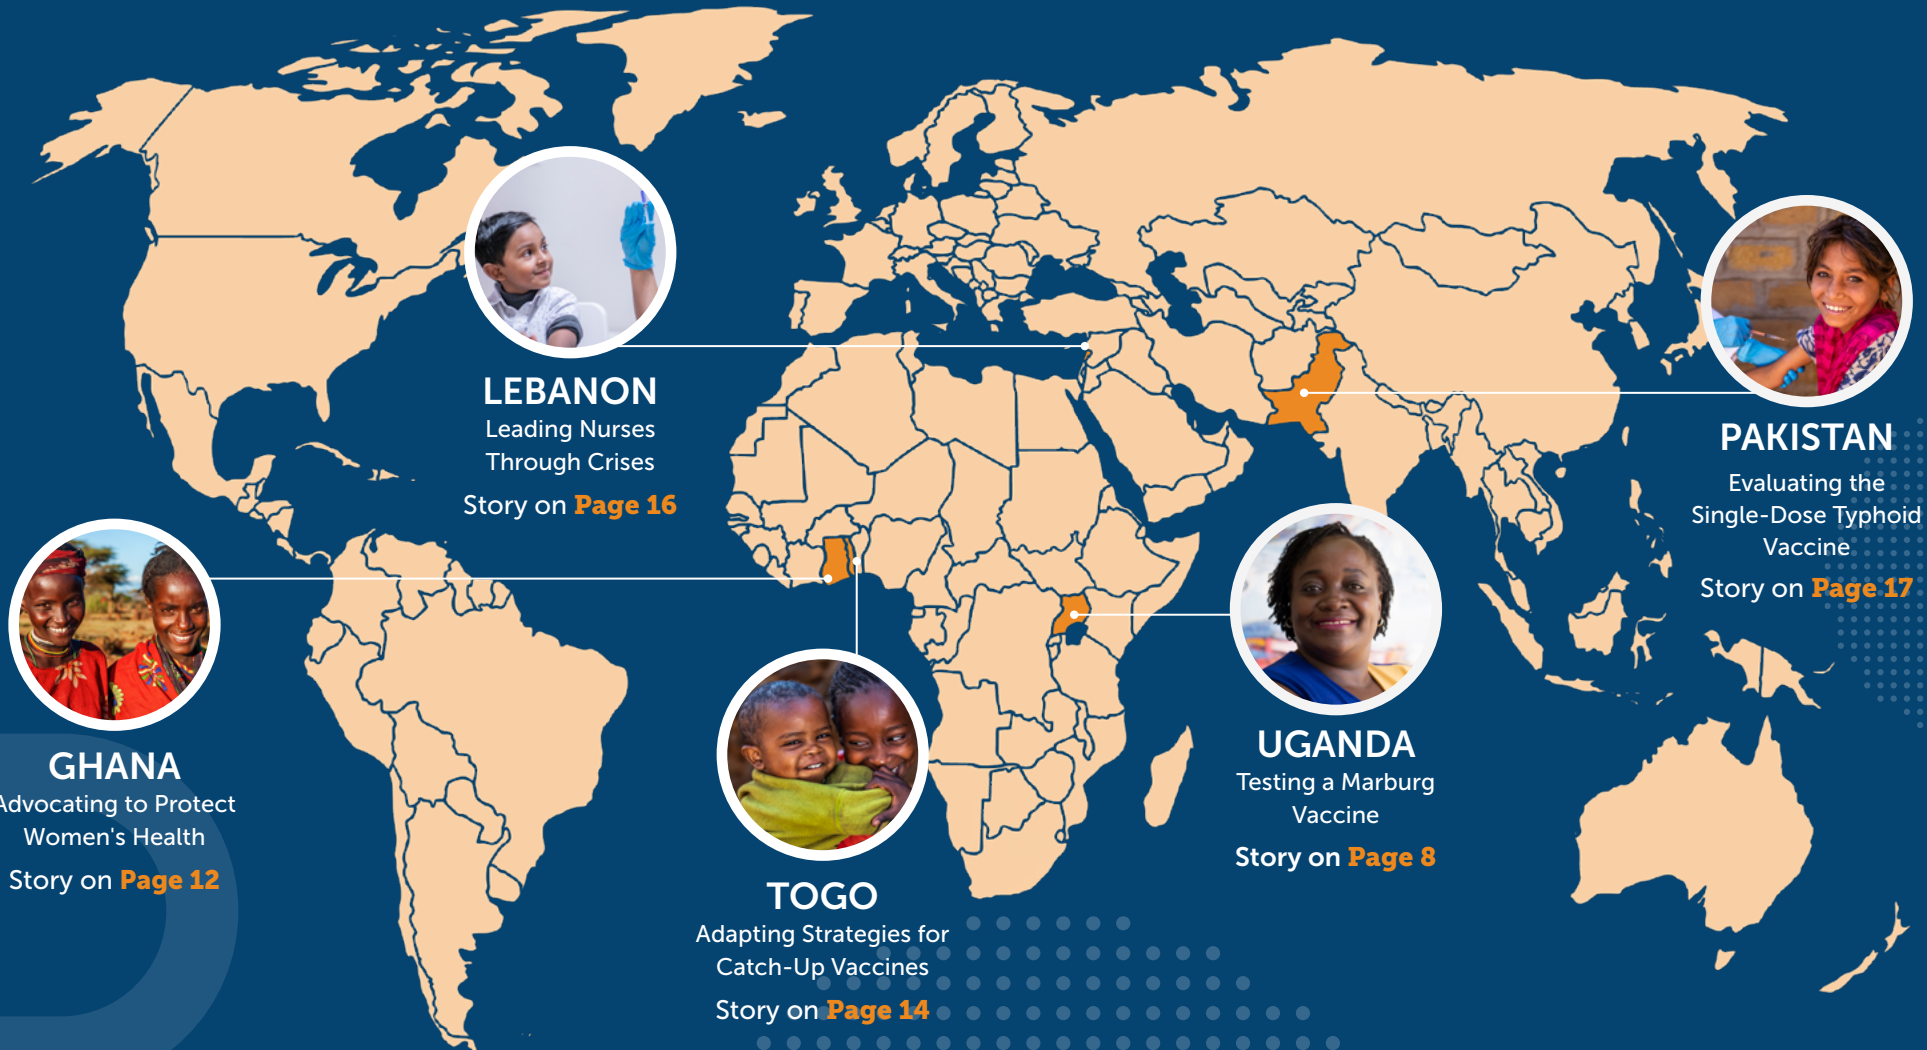 LEBANON
Leading Nurses
Through Crises
Story on Page 16
PAKISTAN
Evaluating the
Single-Dose Typhoid
Vaccine
Story on Page 17
GHANA
Advocating to Protect
Women's Health
Story on Page 12
TOGO
Adapting Strategies for
Catch-Up Vaccines
Story on Page 14
UGANDA
Testing a Marburg
Vaccine
Story on Page 8